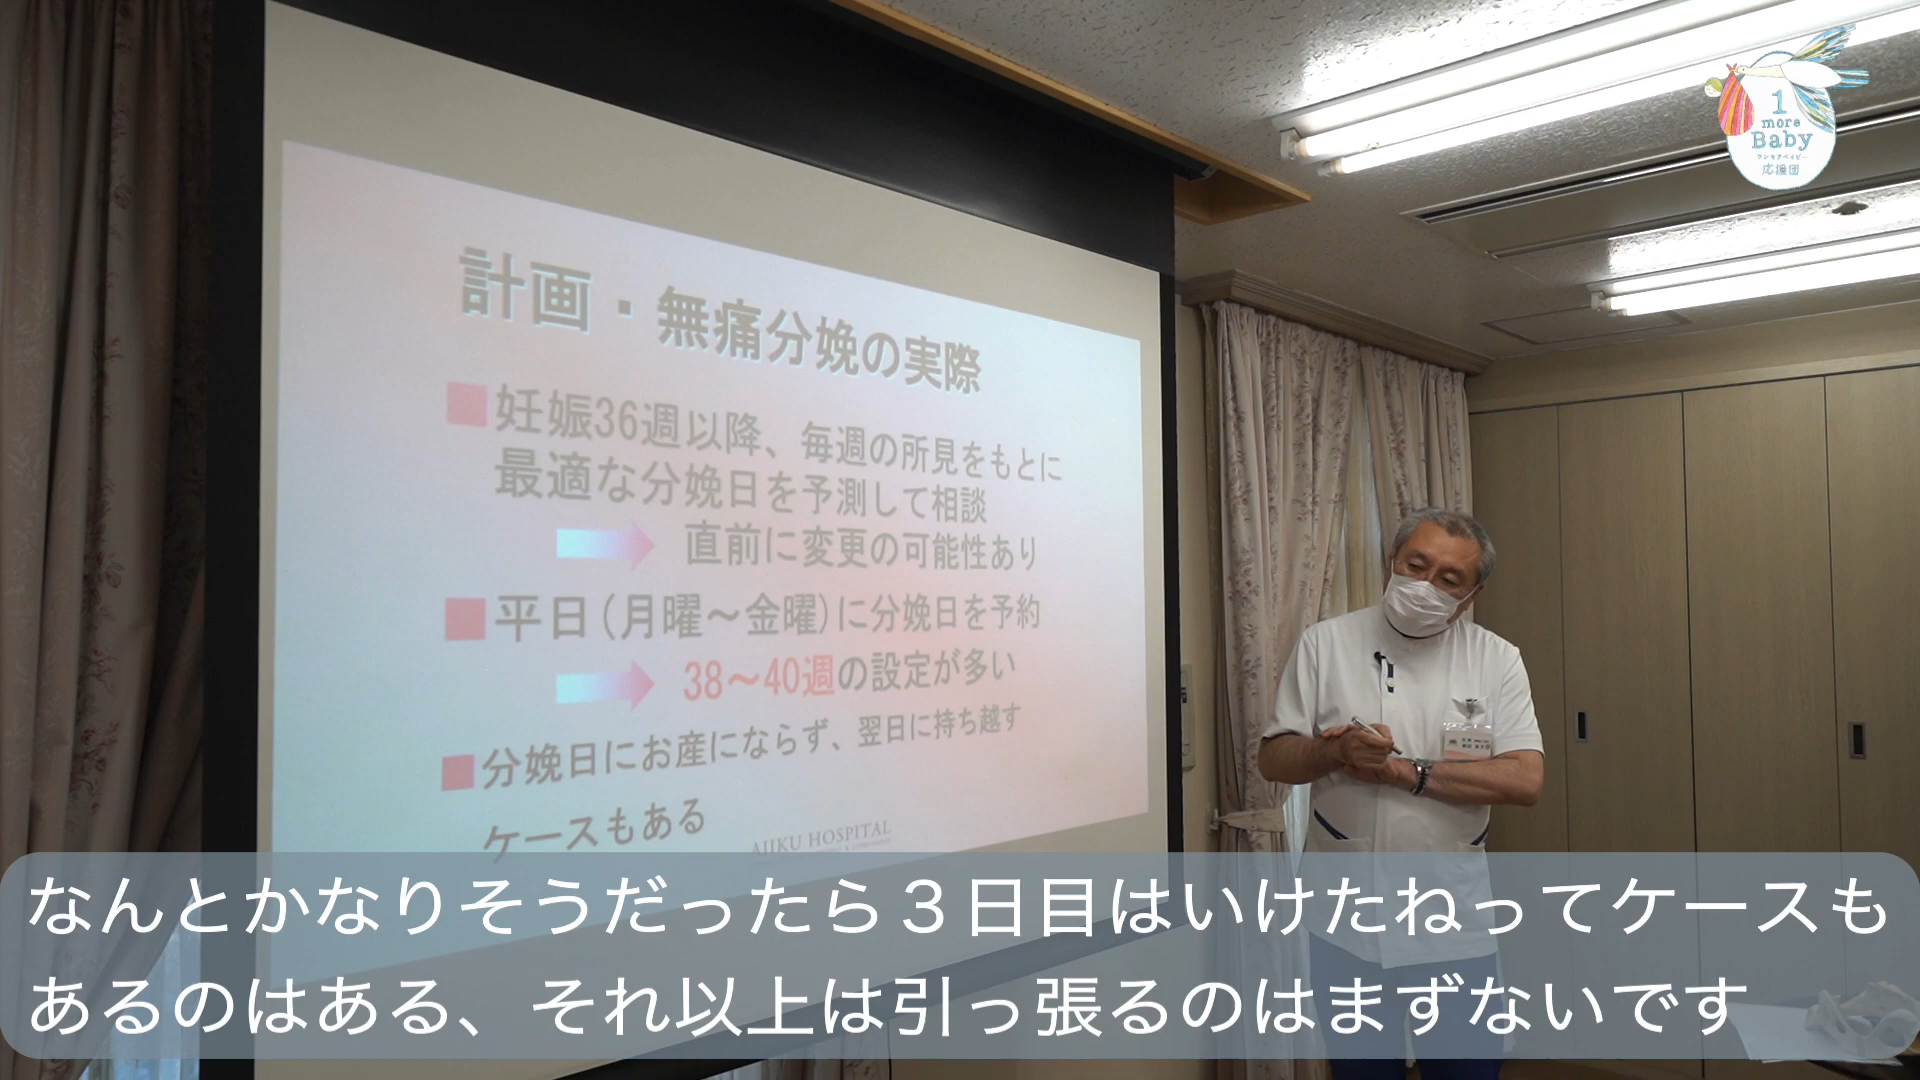 1
more
Baby
ワンモアベイビー
応援団
計画・無痛分娩の実際
■妊娠36週以降、毎週の所見をもとに
最適な分娩日を予測して相談
直前に変更の可能性あり
■平日(月曜～金曜)に分娩日を予約
38～40週の設定が多い
■分娩日にお産にならず、翌日に持ち越す
ケースもある
AIIKU HOSPITAL
なんとかなりそうだったら３日目はいけたねってケースも
あるのはある、それ以上は引っ張るのはまずないです